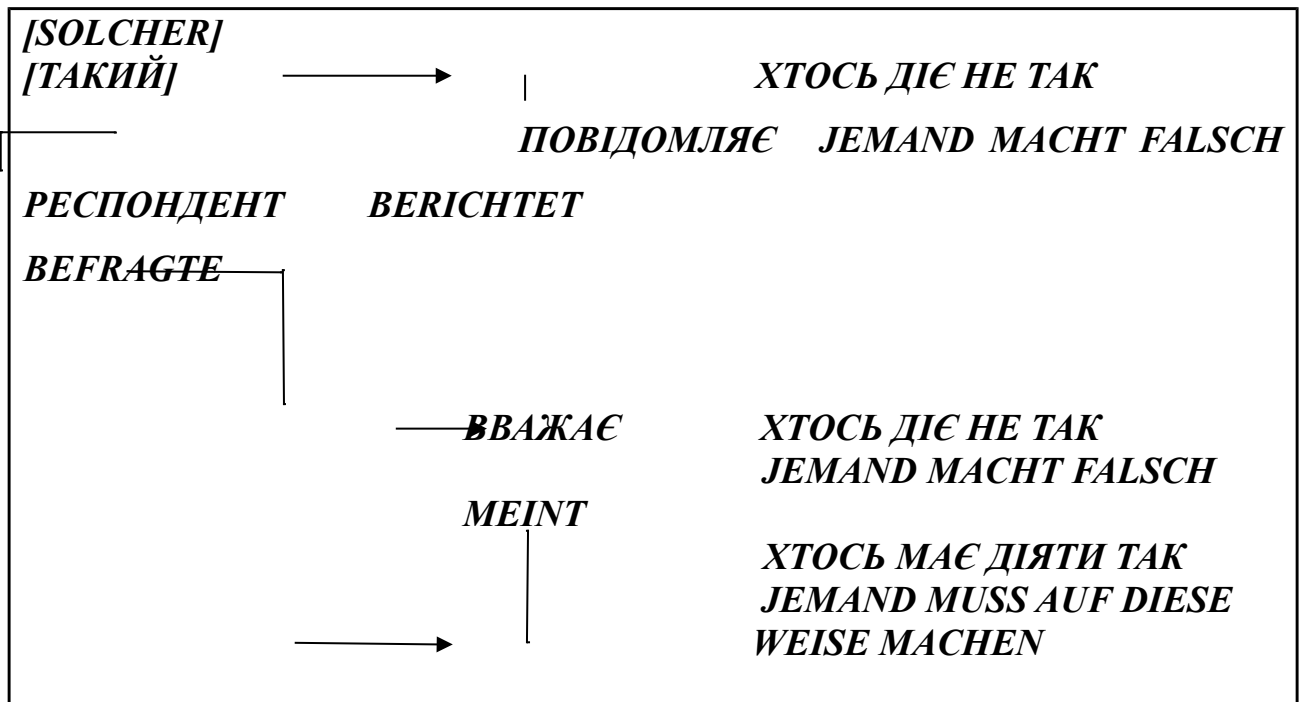 [SOLCHER]
[ТАКИЙ] ХТОСЬ ДІЄ НЕ ТАК
ПОВІДОМЛЯЄ JEMAND MACHT FALSCH
РЕСПОНДЕНТ BERICHTET
BEFRAGTE
ВВАЖАЄ ХТОСЬ ДІЄ НЕ ТАК
JEMAND MACHT FALSCH
MEINT
ХТОСЬ МАЄ ДІЯТИ ТАК
JEMAND MUSS AUF DIESE
WEISE MACHEN